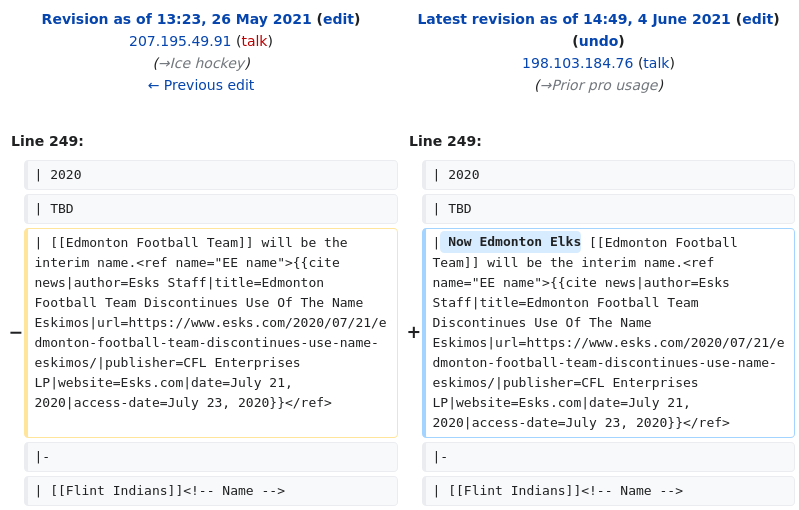 Revision as of 13:23, 26 May 2021 (edit)
207.195.49.91 (talk)
(→Ice hockey)
← Previous edit
Latest revision as of 14:49, 4 June 2021 (edit)
(undo)
198.103.184.76 (talk)
(→Prior pro usage)
Line 249:
Line 249:
| 2020
| 2020
| TBD
| TBD
−
| [[Edmonton Football Team]] will be the
interim name.<ref name="EE name">{{cite
news|author=Esks Staff|title=Edmonton
Football Team Discontinues Use Of The Name
Eskimos|url=https://www.esks.com/2020/07/21/e
dmonton-football-team-discontinues-use-name-
eskimos/|publisher=CFL Enterprises
LP|website=Esks.com|date=July 21,
2020|access-date=July 23, 2020}}</ref>
+
| Now Edmonton Elks [[Edmonton Football
Team]] will be the interim name.<ref
name="EE name">{{cite news|author=Esks
Staff|title=Edmonton Football Team
Discontinues Use Of The Name
Eskimos|url=https://www.esks.com/2020/07/21/e
dmonton-football-team-discontinues-use-name-
eskimos/|publisher=CFL Enterprises
LP|website=Esks.com|date=July 21,
2020|access-date=July 23, 2020}}</ref>
|-
|-
| [[Flint Indians]]<!-- Name -->
| [[Flint Indians]]<!-- Name -->